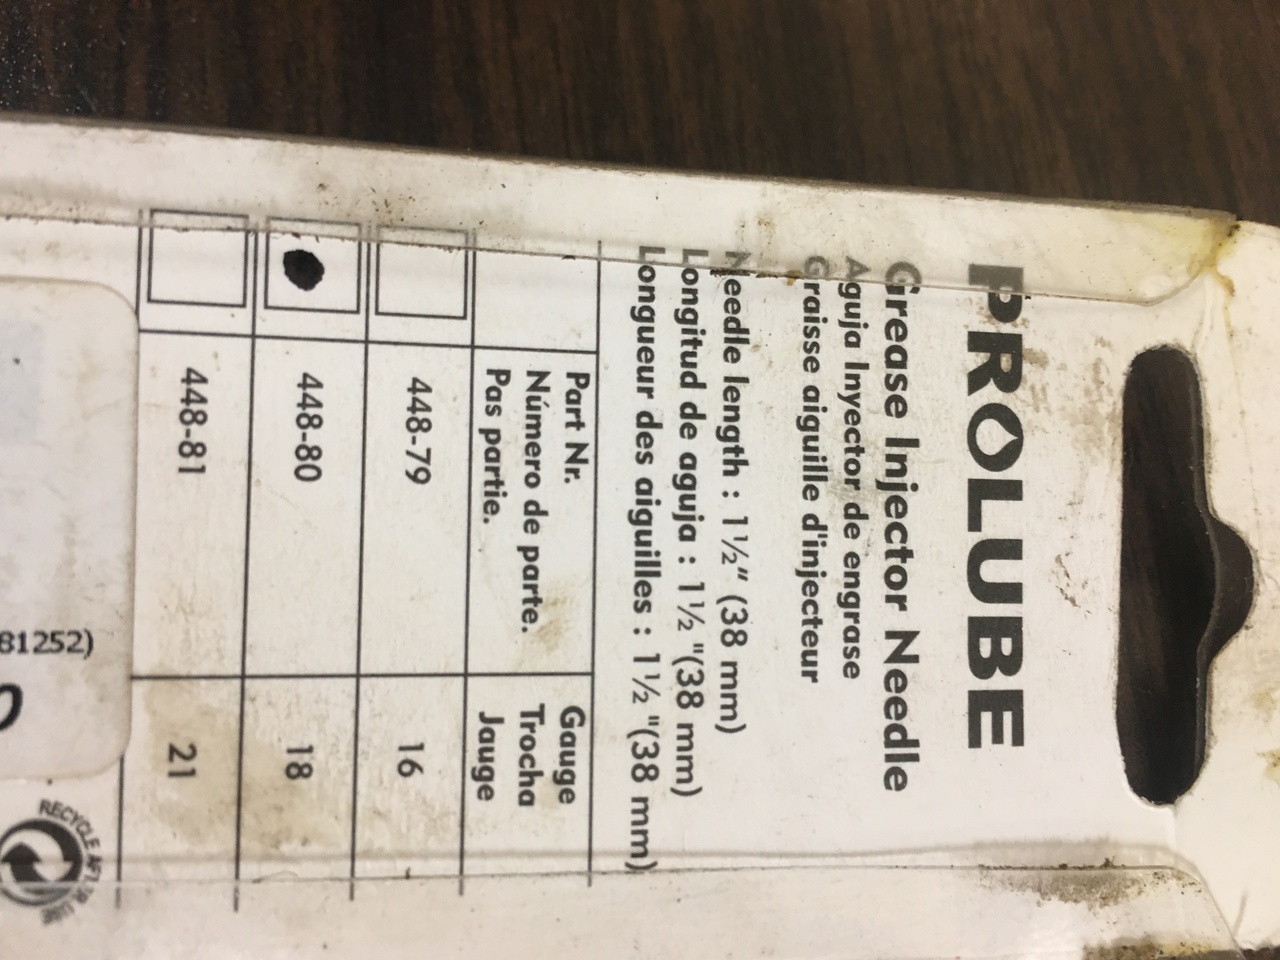 PROLUBE
Grease Injector Needle
Aguja Inyector de engrase
Graisse aiguille d'injecteur
Needle length : 1½" (38 mm)
Longitud de aguja : 1½ "(38 mm)
Longueur des aiguilles : 1½ "(38 mm)
Part Nr. Gauge
Número de parte. Trocha
Pas partie. Jauge
448-79 16
448-80 18
448-81 21
81252)
RECYCLE AFTER USE